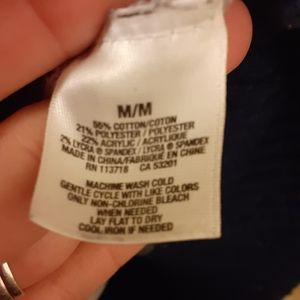 M/M
55% COTTON/COTON
21% POLYESTER / POLYESTER
22% ACRYLIC / ACRYLIQUE
2% LYCRA ® SPANDEX / LYCRA ® SPANDEX
MADE IN CHINA/FABRIQUÉ EN CHINE
RN 113718 CA 53201
MACHINE WASH COLD
GENTLE CYCLE WITH LIKE COLORS
ONLY NON-CHLORINE BLEACH
WHEN NEEDED
LAY FLAT TO DRY
COOL IRON IF NEEDED